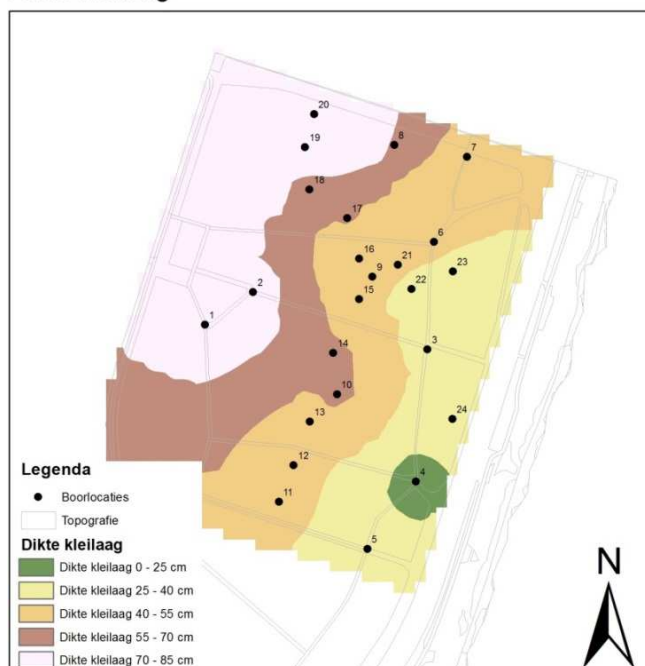 20
19
8
7
18
17
6
16
21
23
9
2
22
15
1
3
14
10
13
24
12
4
11
5
Legenda
Boorlocaties
Topografie
Dikte kleilaag
Dikte kleilaag 0 - 25 cm
Dikte kleilaag 25 - 40 cm
Dikte kleilaag 40 - 55 cm
Dikte kleilaag 55 - 70 cm
Dikte kleilaag 70 - 85 cm
N